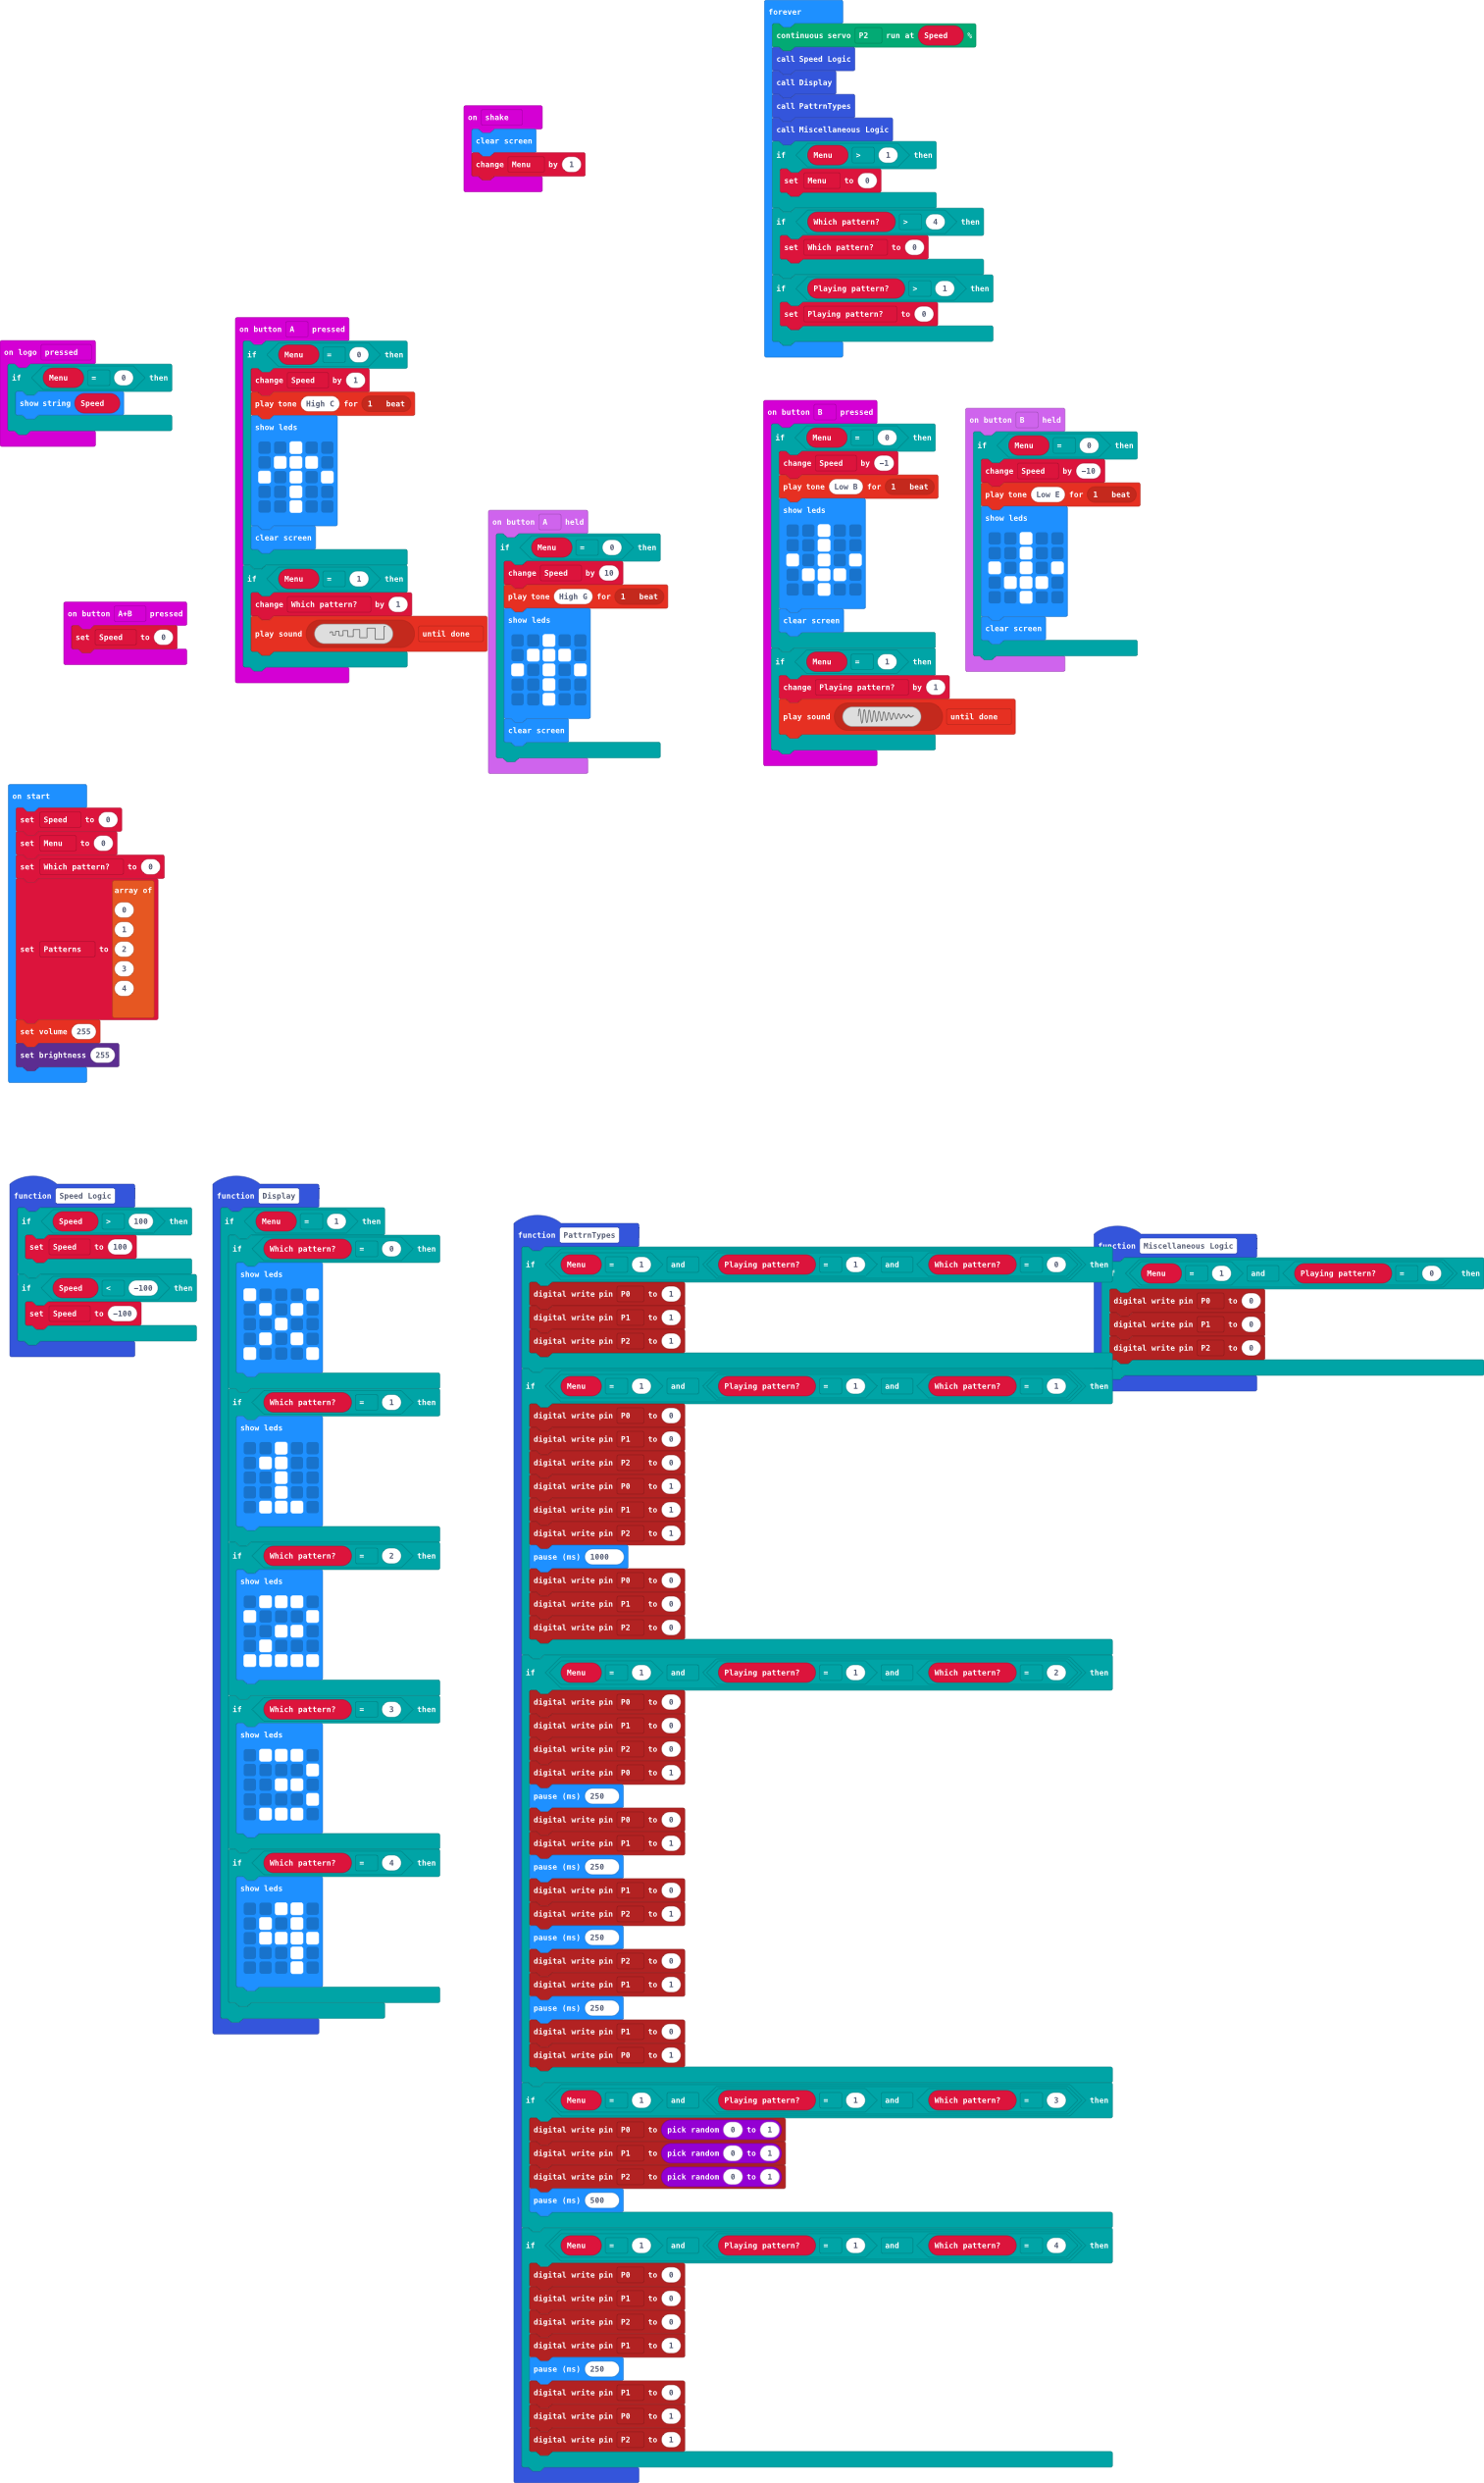 forever
continuous servo P2 run at Speed %
call Speed Logic
call Display
call PattrnTypes
call Miscellaneous Logic
if Menu > 1 then
set Menu to 0
if Which pattern? > 4 then
set Which pattern? to 0
if Playing pattern? > 1 then
set Playing pattern? to 0
on shake
clear screen
change Menu by 1
on logo pressed
if Menu = 0 then
show string Speed
on button A pressed
if Menu = 0 then
change Speed by 1
play tone High C for 1 beat
show leds
clear screen
if Menu = 1 then
change Which pattern? by 1
play sound until done
on button A+B pressed
set Speed to 0
on button A held
if Menu = 0 then
change Speed by 10
play tone High G for 1 beat
show leds
clear screen
on button B pressed
if Menu = 0 then
change Speed by -1
play tone Low B for 1 beat
show leds
clear screen
if Menu = 1 then
change Playing pattern? by 1
play sound until done
on button B held
if Menu = 0 then
change Speed by -10
play tone Low E for 1 beat
show leds
clear screen
on start
set Speed to 0
set Menu to 0
set Which pattern? to 0
set Patterns to array of
0
1
2
3
4
set volume 255
set brightness 255
function Speed Logic
if Speed > 100 then
set Speed to 100
if Speed < -100 then
set Speed to -100
function Display
if Menu = 1 then
if Which pattern? = 0 then
show leds
if Which pattern? = 1 then
show leds
if Which pattern? = 2 then
show leds
if Which pattern? = 3 then
show leds
if Which pattern? = 4 then
show leds
function PattrnTypes
if Menu = 1 and Playing pattern? = 1 and Which pattern? = 0 then
digital write pin P0 to 1
digital write pin P1 to 1
digital write pin P2 to 1
if Menu = 1 and Playing pattern? = 1 and Which pattern? = 1 then
digital write pin P0 to 0
digital write pin P1 to 0
digital write pin P2 to 0
digital write pin P0 to 1
digital write pin P1 to 1
digital write pin P2 to 1
pause (ms) 1000
digital write pin P0 to 0
digital write pin P1 to 0
digital write pin P2 to 0
if Menu = 1 and Playing pattern? = 1 and Which pattern? = 2 then
digital write pin P0 to 0
digital write pin P1 to 0
digital write pin P2 to 0
digital write pin P0 to 1
pause (ms) 250
digital write pin P0 to 0
digital write pin P1 to 1
pause (ms) 250
digital write pin P1 to 0
digital write pin P2 to 1
pause (ms) 250
digital write pin P2 to 0
digital write pin P1 to 1
pause (ms) 250
digital write pin P1 to 0
digital write pin P0 to 1
if Menu = 1 and Playing pattern? = 1 and Which pattern? = 3 then
digital write pin P0 to pick random 0 to 1
digital write pin P1 to pick random 0 to 1
digital write pin P2 to pick random 0 to 1
pause (ms) 500
if Menu = 1 and Playing pattern? = 1 and Which pattern? = 4 then
digital write pin P0 to 0
digital write pin P1 to 0
digital write pin P2 to 0
digital write pin P1 to 1
pause (ms) 250
digital write pin P1 to 0
digital write pin P0 to 1
digital write pin P2 to 1
function Miscellaneous Logic
if Menu = 1 and Playing pattern? = 0 then
digital write pin P0 to 0
digital write pin P1 to 0
digital write pin P2 to 0